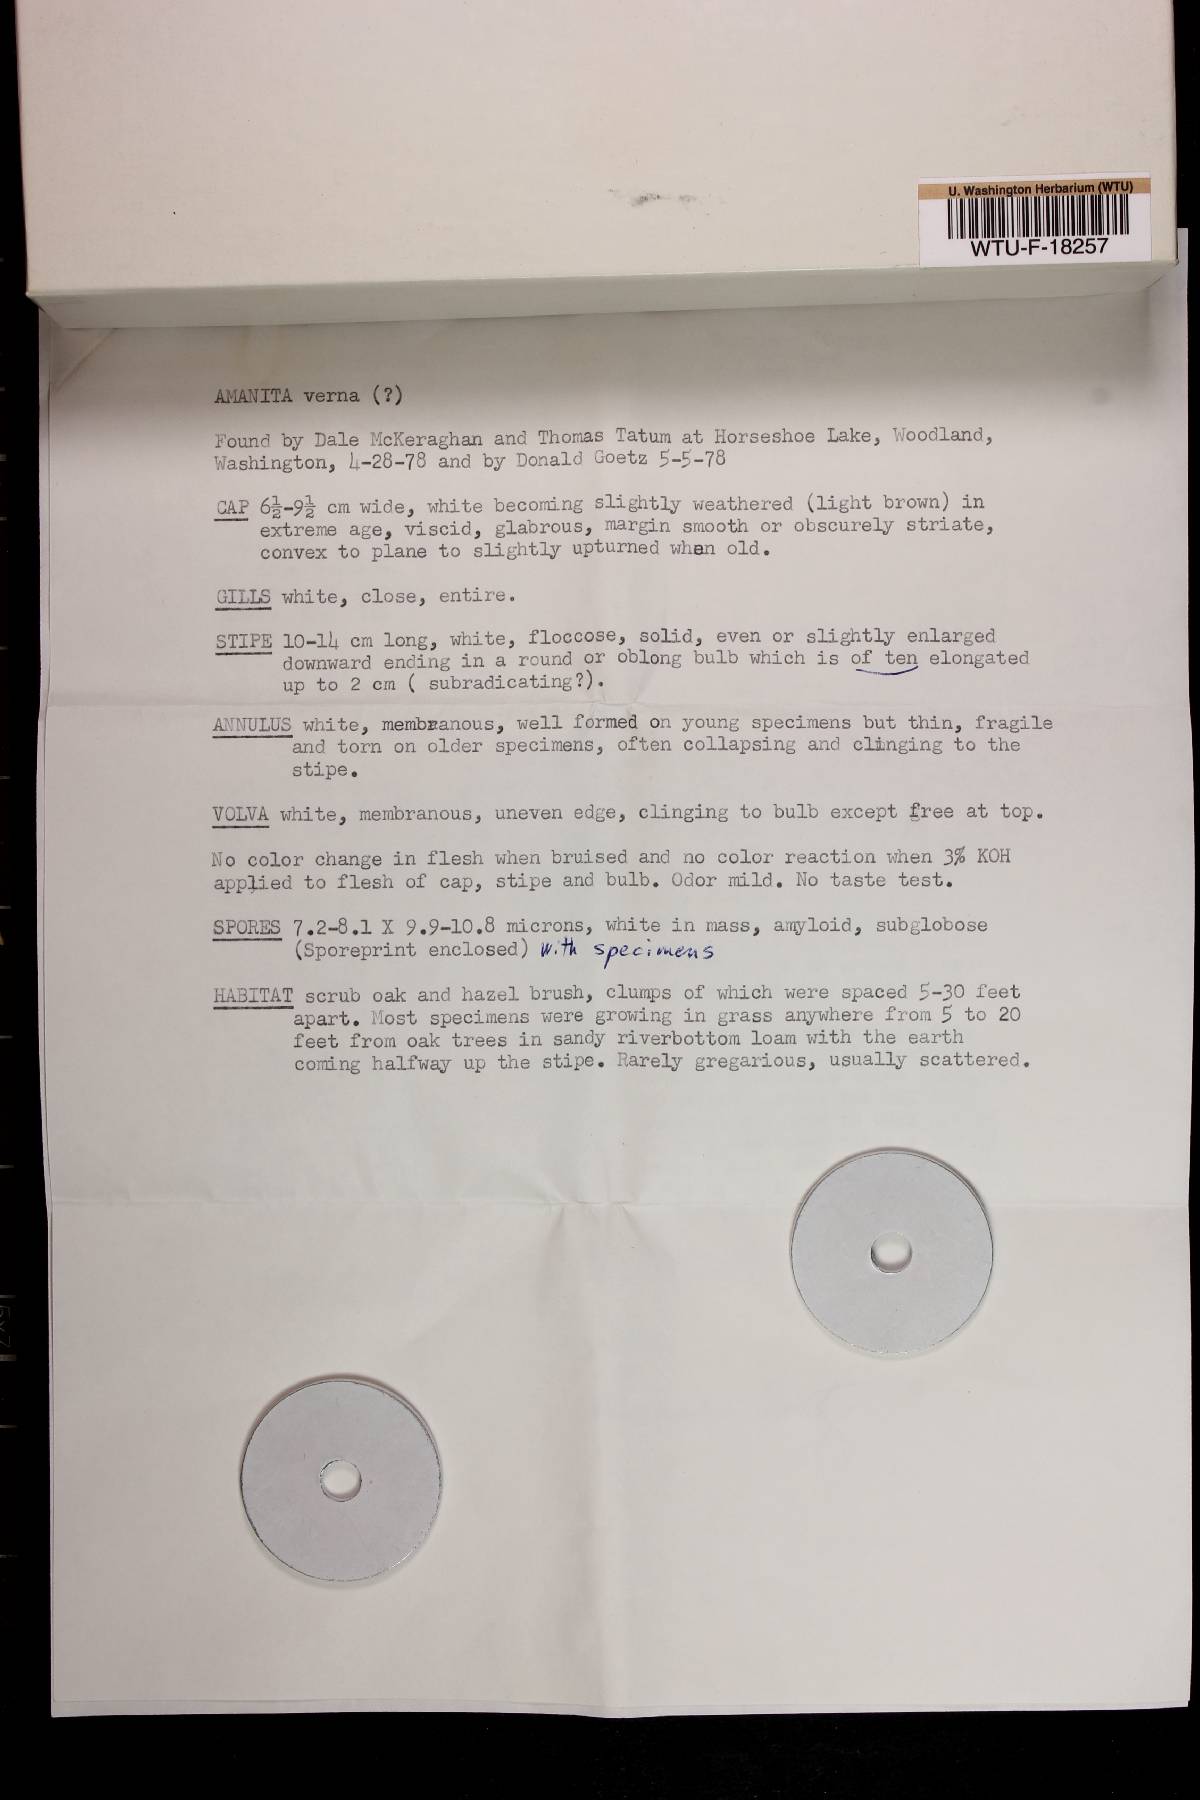 U. Washington Herbarium (WTU)
WTU-F-18257
AMANITA verna (?)
Found by Dale McKeraghan and Thomas Tatum at Horseshoe Lake, Woodland,
Washington, 4-28-78 and by Donald Goetz 5-5-78
CAP 6½-9½ cm wide, white becoming slightly weathered (light brown) in
extreme age, viscid, glabrous, margin smooth or obscurely striate,
convex to plane to slightly upturned when old.
GILLS white, close, entire.
STIPE 10-14 cm long, white, floccose, solid, even or slightly enlarged
downward ending in a round or oblong bulb which is of ten elongated
up to 2 cm ( subradicating?).
ANNULUS white, membranous, well formed on young specimens but thin, fragile
and torn on older specimens, often collapsing and clinging to the
stipe.
VOLVA white, membranous, uneven edge, clinging to bulb except free at top.
No color change in flesh when bruised and no color reaction when 3% KOH
applied to flesh of cap, stipe and bulb. Odor mild. No taste test.
SPORES 7.2-8.1 X 9.9-10.8 microns, white in mass, amyloid, subglobose
(Sporeprint enclosed) with specimens
HABITAT scrub oak and hazel brush, clumps of which were spaced 5-30 feet
apart. Most specimens were growing in grass anywhere from 5 to 20
feet from oak trees in sandy riverbottom loam with the earth
coming halfway up the stipe. Rarely gregarious, usually scattered.